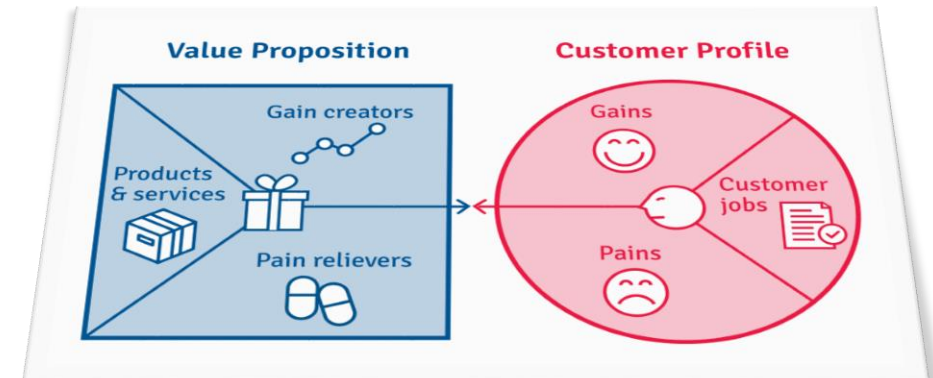 Value Proposition
Customer Profile
Gain creators
Products
& services
Pain relievers
Gains
Customer
jobs
Pains